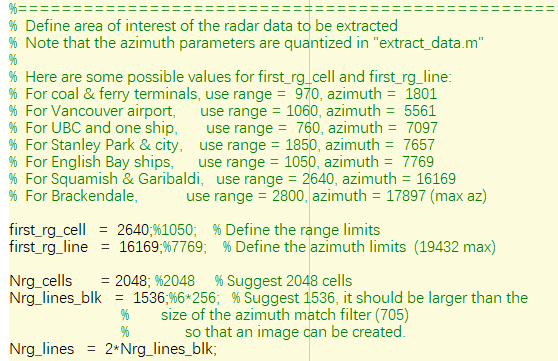 %==========================================================
% Define area of interest of the radar data to be extracted
% Note that the azimuth parameters are quantized in "extract_data.m"
%
% Here are some possible values for first_rg_cell and first_rg_line:
% For coal & ferry terminals, use range =  970, azimuth =  1801
% For Vancouver airport,      use range = 1060, azimuth =  5561
% For UBC and one ship,       use range =  760, azimuth =  7097
% For Stanley Park & city,    use range = 1850, azimuth =  7657
% For English Bay ships,      use range = 1050, azimuth =  7769
% For Squamish & Garibaldi,   use range = 2640, azimuth = 16169
% For Brackendale,            use range = 2800, azimuth = 17897 (max az)
first_rg_cell   =  2640;%1050;   % Define the range limits
first_rg_line   =  16169;%7769;   % Define the azimuth limits  (19432 max)
Nrg_cells      = 2048; %2048    % Suggest 2048 cells
Nrg_lines_blk   =  1536;%6*256;  % Suggest 1536, it should be larger than the
%       size of the azimuth match filter (705)
%            so that an image can be created.
Nrg_lines  =  2*Nrg_lines_blk;